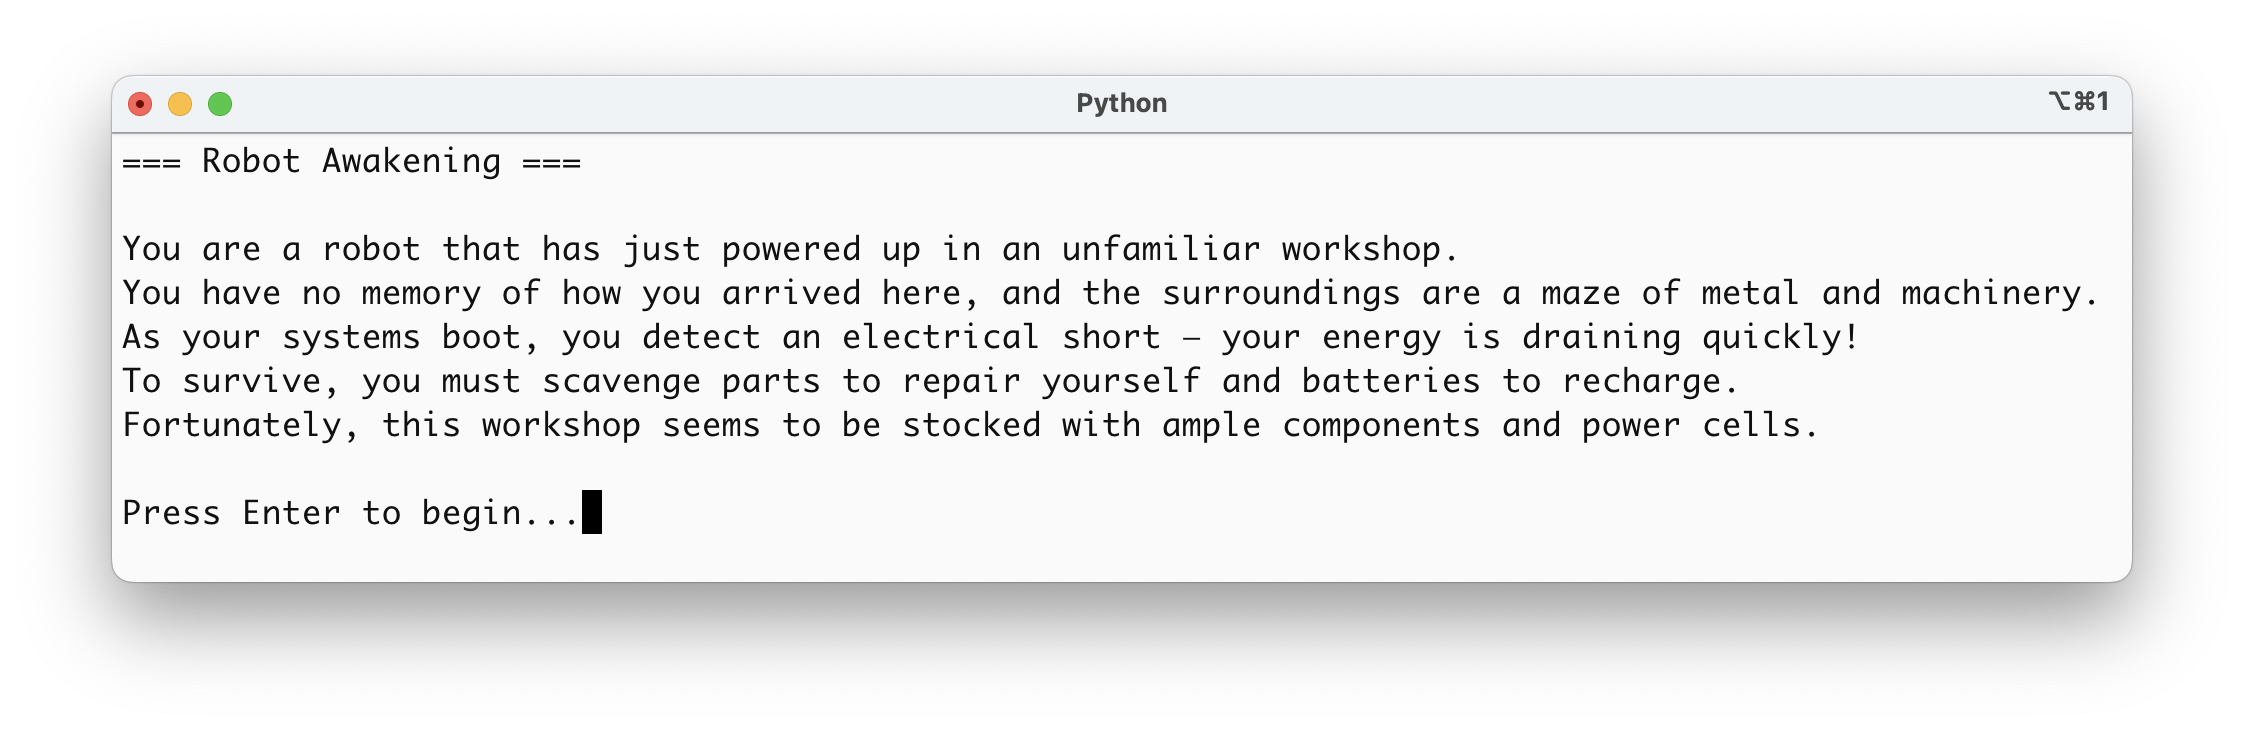 Python
⌥⌘1
=== Robot Awakening ===
You are a robot that has just powered up in an unfamiliar workshop.
You have no memory of how you arrived here, and the surroundings are a maze of metal and machinery.
As your systems boot, you detect an electrical short — your energy is draining quickly!
To survive, you must scavenge parts to repair yourself and batteries to recharge.
Fortunately, this workshop seems to be stocked with ample components and power cells.
Press Enter to begin...